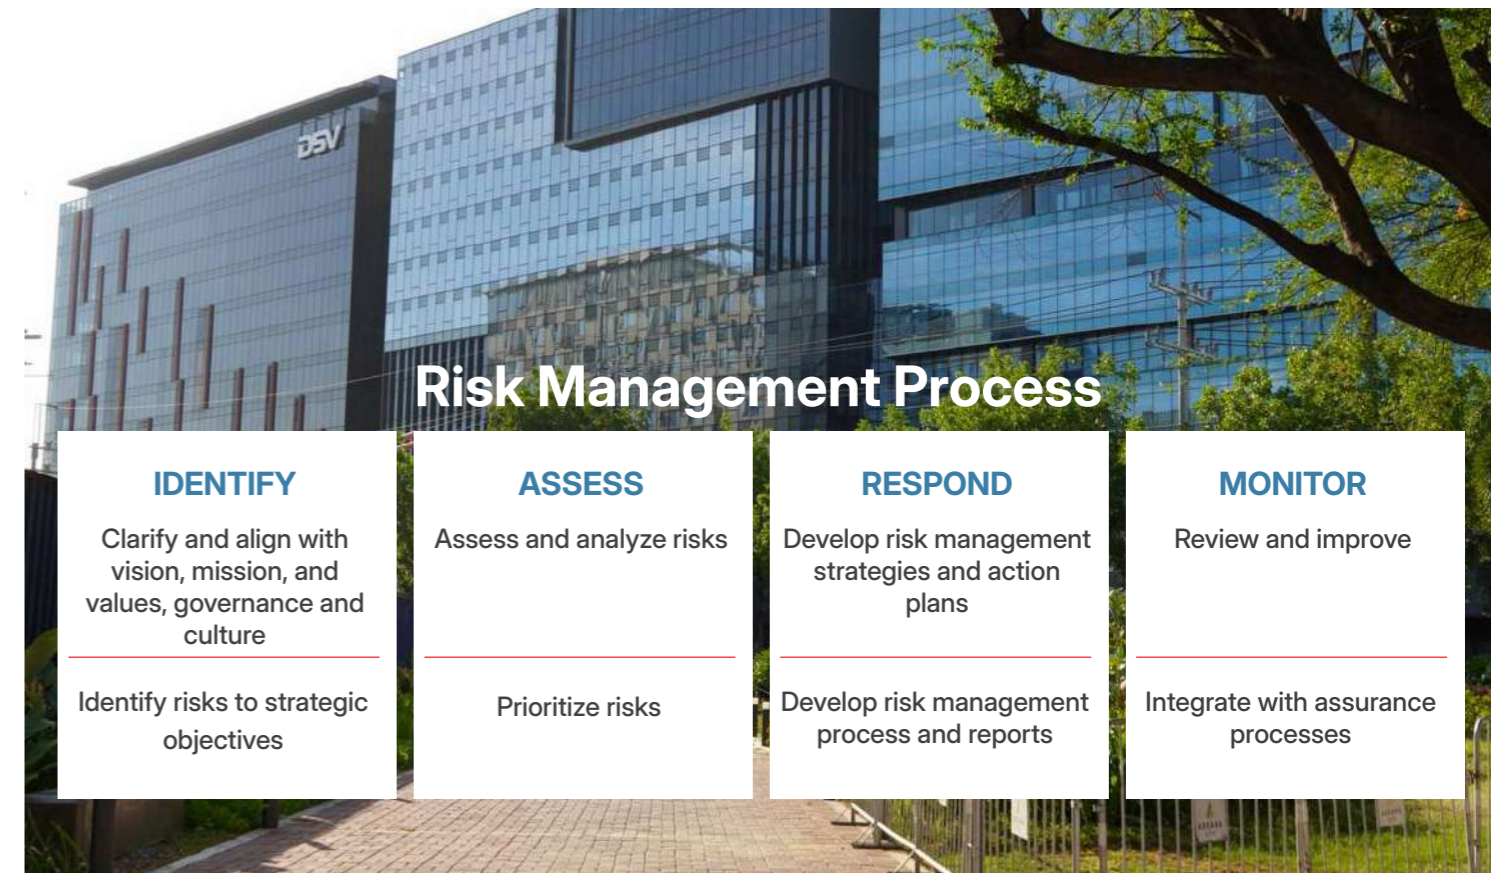 DSV
Risk Management Process
IDENTIFY
Clarify and align with
vision, mission, and
values, governance and
culture
Identify risks to strategic
objectives
ASSESS
Assess and analyze risks
Prioritize risks
RESPOND
Develop risk management
strategies and action
plans
Develop risk management
process and reports
MONITOR
Review and improve
Integrate with assurance
processes